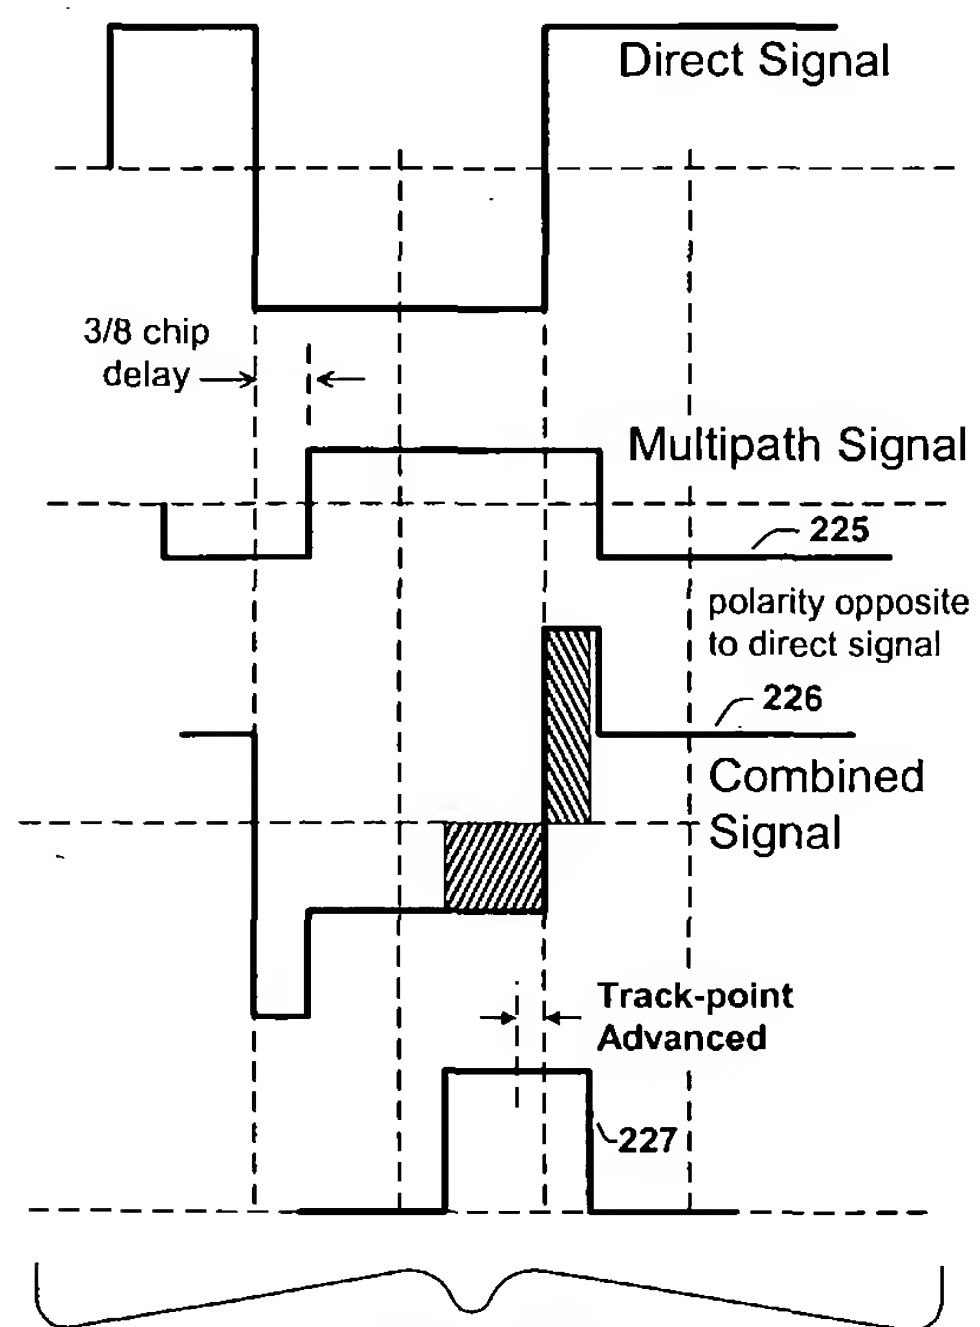 Direct Signal
3/8 chip
delay
Multipath Signal
225
polarity opposite
to direct signal
226
Combined
Signal
Track-point
Advanced
227